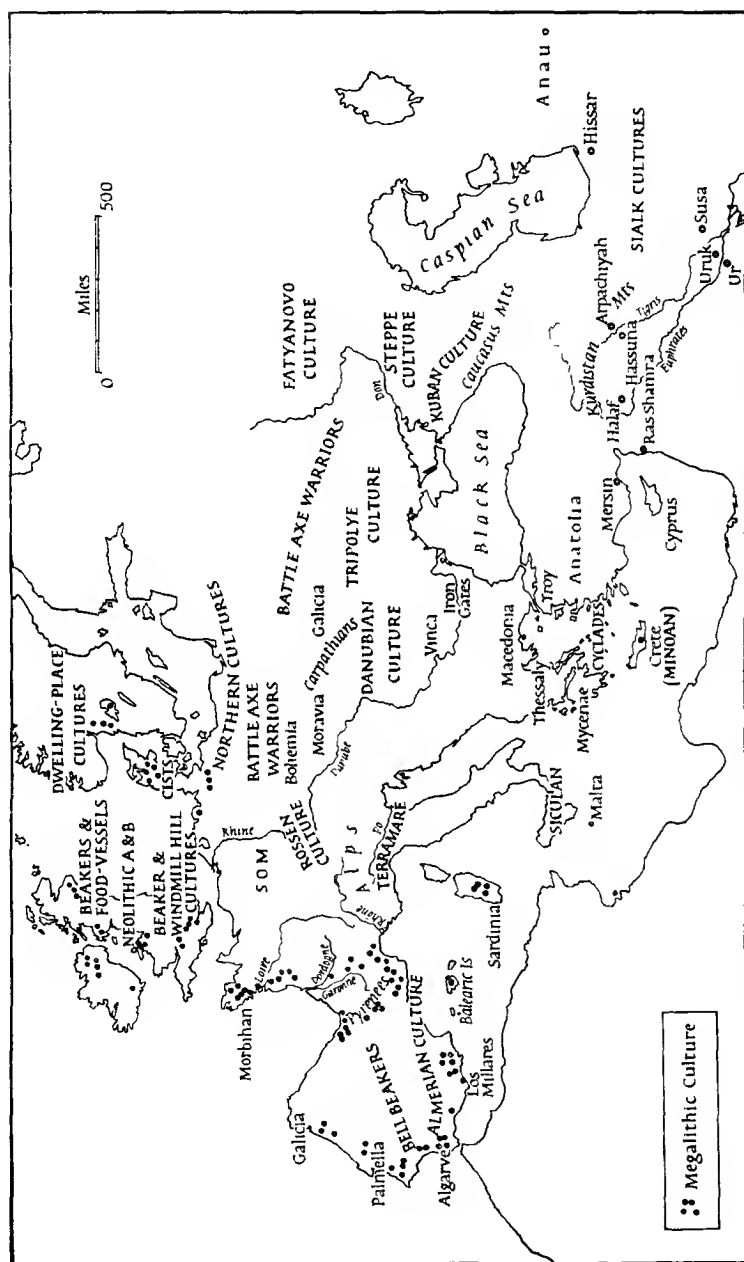 Miles
0 500
DWELLING-PLACE
CULTURES
BEAKERS &
FOOD-VESSELS
NEOLITHIC A & B
BEAKER &
WINDMILL HILL
CULTURES
CISTS
NORTHERN CULTURES
BATTLE AXE
WARRIORS
BATTLE AXE WARRIORS
FATYANOVO
CULTURE
Bohemia
Moravia
Carpathians
Galicia
TRIPOLYE
CULTURE
Don
STEPPE
CULTURE
KUBAN CULTURE
Caucasus Mts
Caspian Sea
Anau
Hissar
Rhine
SOM
ROSSEN
CULTURE
Danube
DANUBIAN
CULTURE
Vinca
Iron
Gates
Black Sea
Morbihan
Loire
Dordogne
Garonne
Rhone
Alps
Po
TERRAMARE
Galicia
Pyrenees
Palmella
BELL BEAKERS
ALMERIAN CULTURE
Algarve
Los
Millares
Balearic Is
Sardinia
SICULAN
Malta
Macedonia
Thessaly
Troy
Mycenae
CYCLADES
Anatolia
Crete
(MINOAN)
Cyprus
Mersin
Ras Shamra
Halaf
Hassuna
Kurdistan
Mts
Arpachiyah
Tigris
Euphrates
SIALK CULTURES
Susa
Uruk
Ur
Megalithic Culture